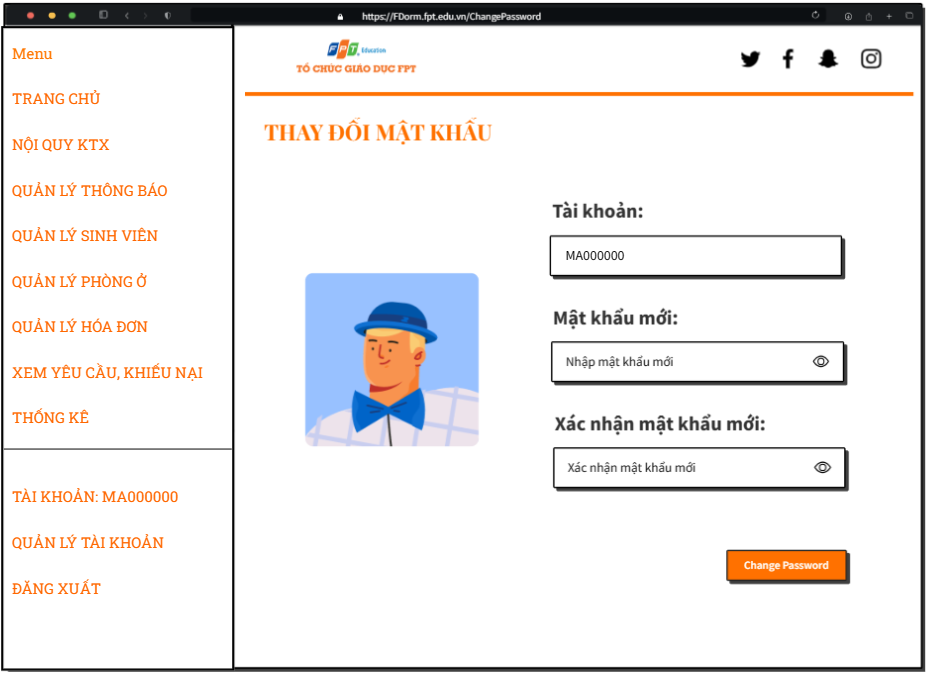 https://FDorm.fpt.edu.vn/ChangePassword
Menu
TRANG CHỦ
NỘI QUY KTX
QUẢN LÝ THÔNG BÁO
QUẢN LÝ SINH VIÊN
QUẢN LÝ PHÒNG Ở
QUẢN LÝ HÓA ĐƠN
XEM YÊU CẦU, KHIẾU NẠI
THỐNG KÊ
TÀI KHOẢN: MA000000
QUẢN LÝ TÀI KHOẢN
ĐĂNG XUẤT
FPT Education
TỔ CHỨC GIÁO DỤC FPT
THAY ĐỔI MẬT KHẨU
Tài khoản:
MA000000
Mật khẩu mới:
Nhập mật khẩu mới
Xác nhận mật khẩu mới:
Xác nhận mật khẩu mới
Change Password